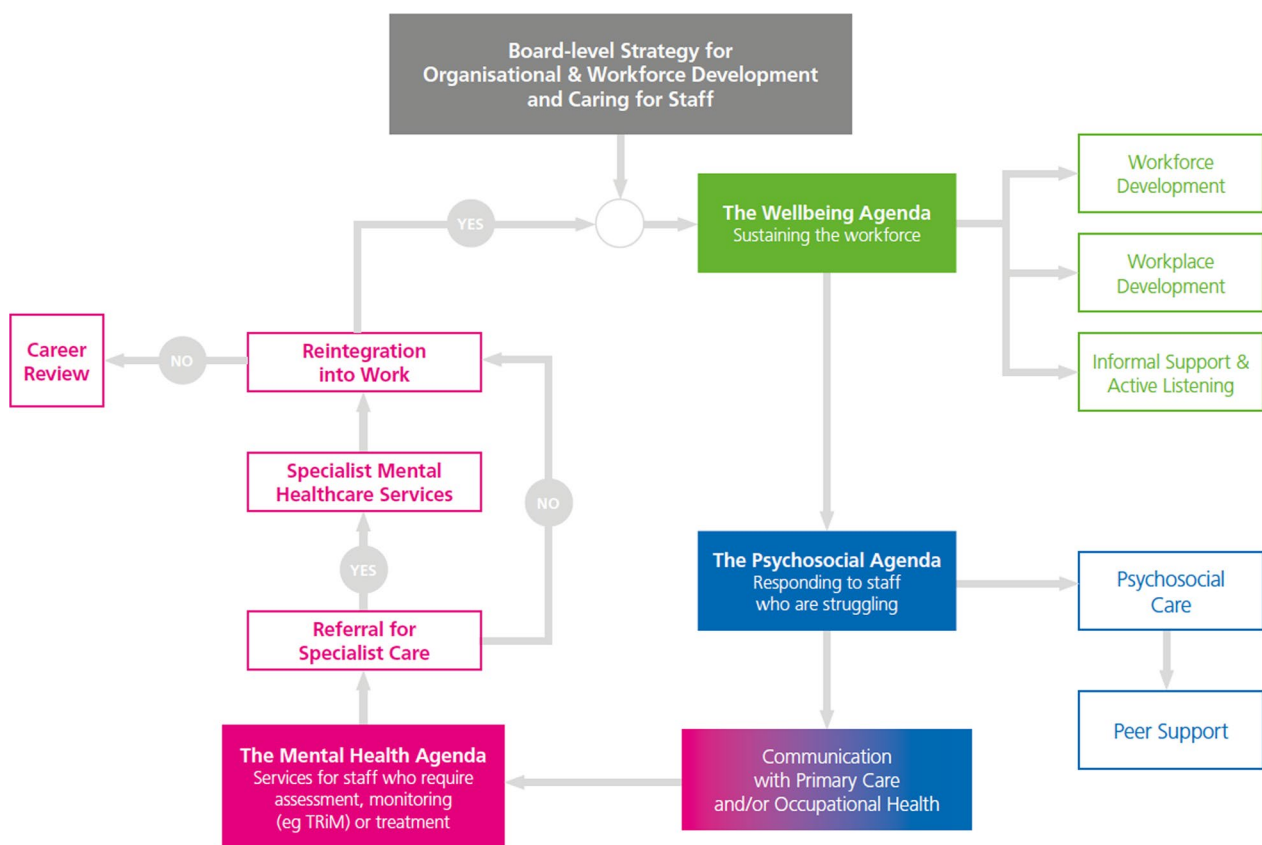 Board-level Strategy for
Organisational & Workforce Development
and Caring for Staff
YES
The Wellbeing Agenda
Sustaining the workforce
Workforce
Development
Workplace
Development
Informal Support &
Active Listening
Career
Review
NO
Reintegration
into Work
Specialist Mental
Healthcare Services
NO
YES
Referral for
Specialist Care
The Psychosocial Agenda
Responding to staff
who are struggling
Psychosocial
Care
Peer Support
The Mental Health Agenda
Services for staff who require
assessment, monitoring
(eg TRiM) or treatment
Communication
with Primary Care
and/or Occupational Health